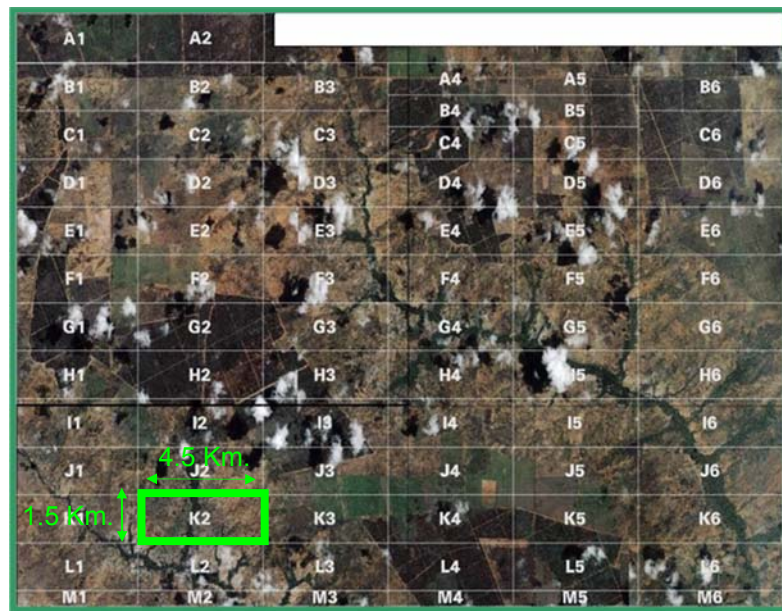 A1 A2
A4 A5
B1 B2 B3 B6
B4 B5
C1 C2 C3 C6
C4 C5
D1 D2 D3 D4 D5 D6
E1 E2 E3 E4 E5 E6
F1 F2 F3 F4 F5 F6
G1 G2 G3 G4 G5 G6
H1 H2 H3 H4 H5 H6
I1 I2 I3 I4 I5 I6
4.5 Km.
J1 J2 J3 J4 J5 J6
1.5 Km.
K2 K3 K4 K5 K6
L1 L2 L3 L4 L5 L6
M1 M2 M3 M4 M5 M6